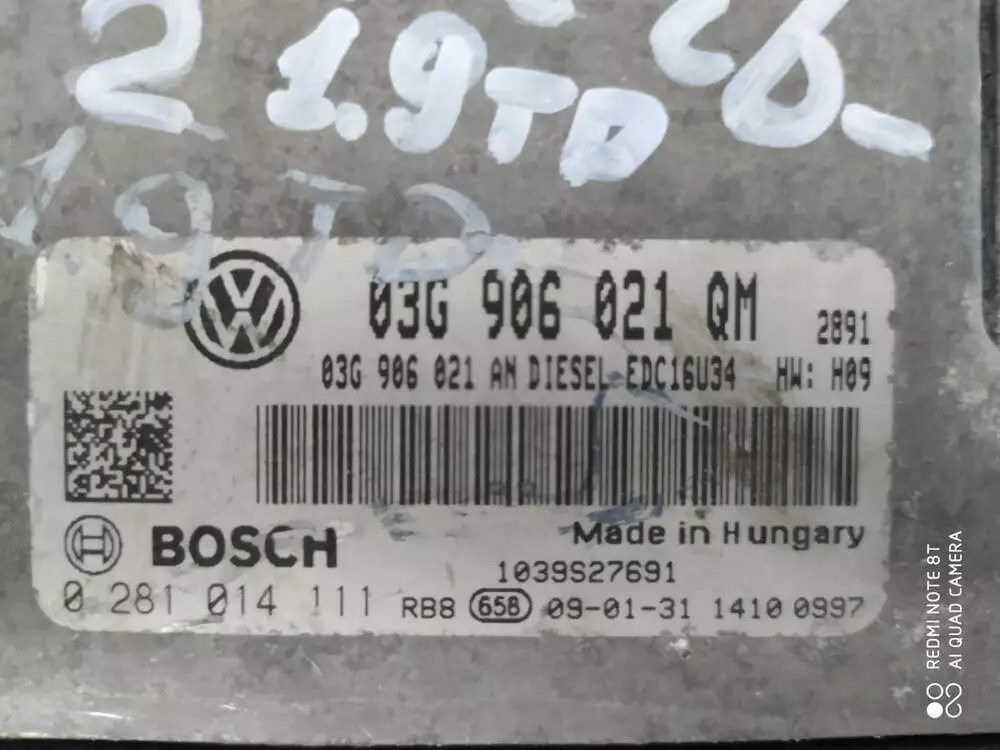 2 1.9TD
1.9TD
03G 906 021 QM 2891
03G 906 021 AN DIESEL EDC16U34 HW: H09
BOSCH Made in Hungary
1039S27691
0 281 014 111 RB8 658 09-01-31 1410 0997
REDMI NOTE 8T
AI QUAD CAMERA